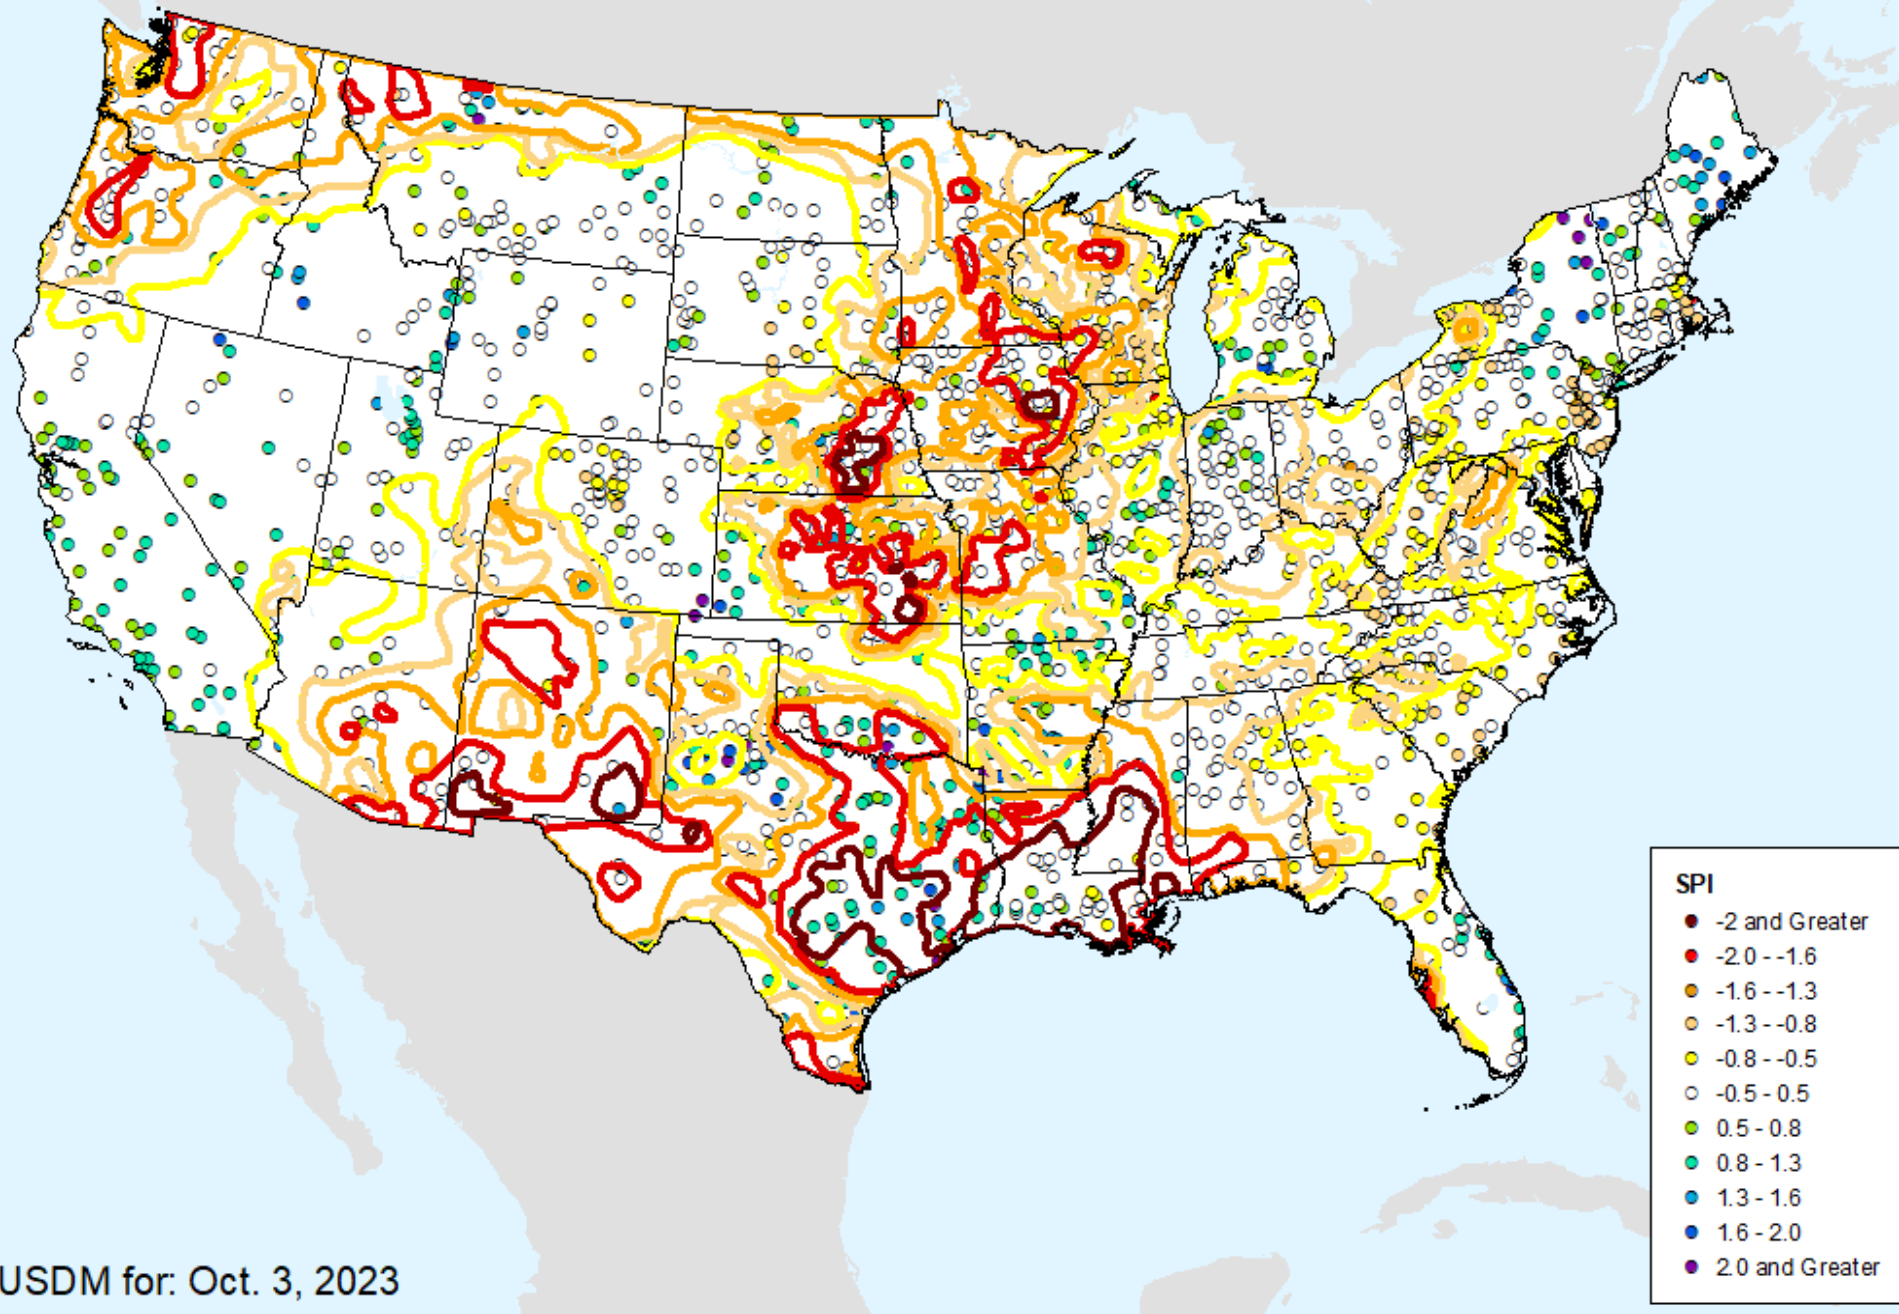 SPI
-2 and Greater
-2.0 - -1.6
-1.6 - -1.3
-1.3 - -0.8
-0.8 - -0.5
-0.5 - 0.5
0.5 - 0.8
0.8 - 1.3
1.3 - 1.6
1.6 - 2.0
2.0 and Greater
USDM for: Oct. 3, 2023